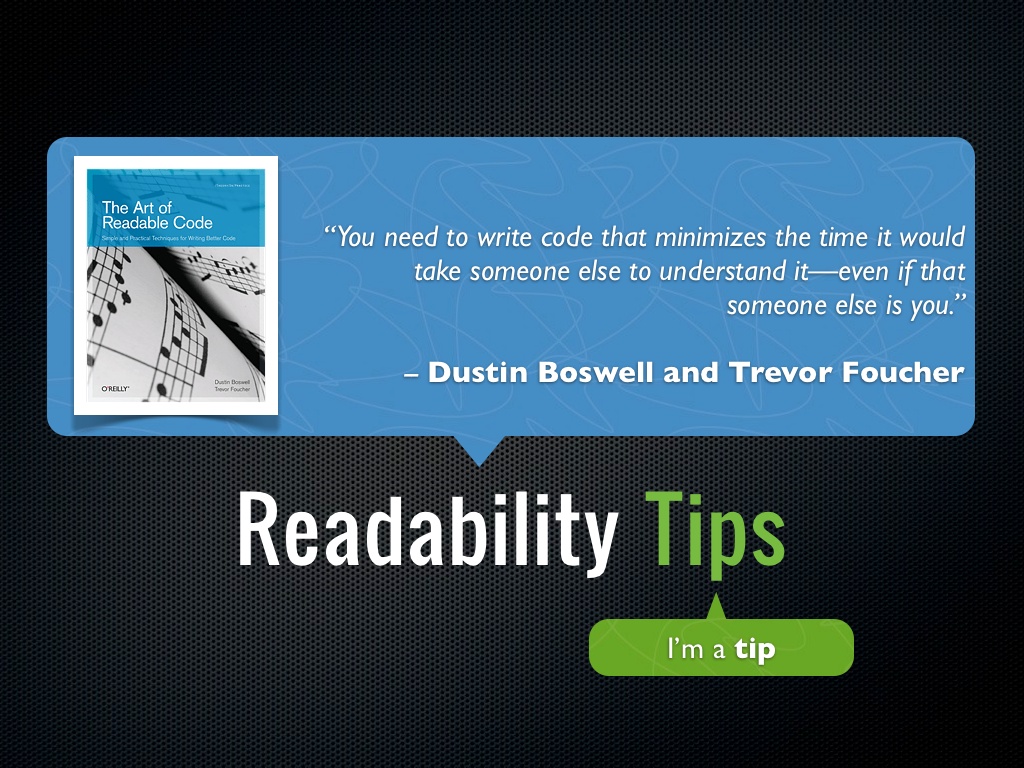 The Art of
Readable Code
Simple and Practical Techniques for Writing Better Code
O'REILLY®
Dustin Boswell
Trevor Foucher
“You need to write code that minimizes the time it would
take someone else to understand it—even if that
someone else is you.”
– Dustin Boswell and Trevor Foucher
Readability Tips
I’m a tip